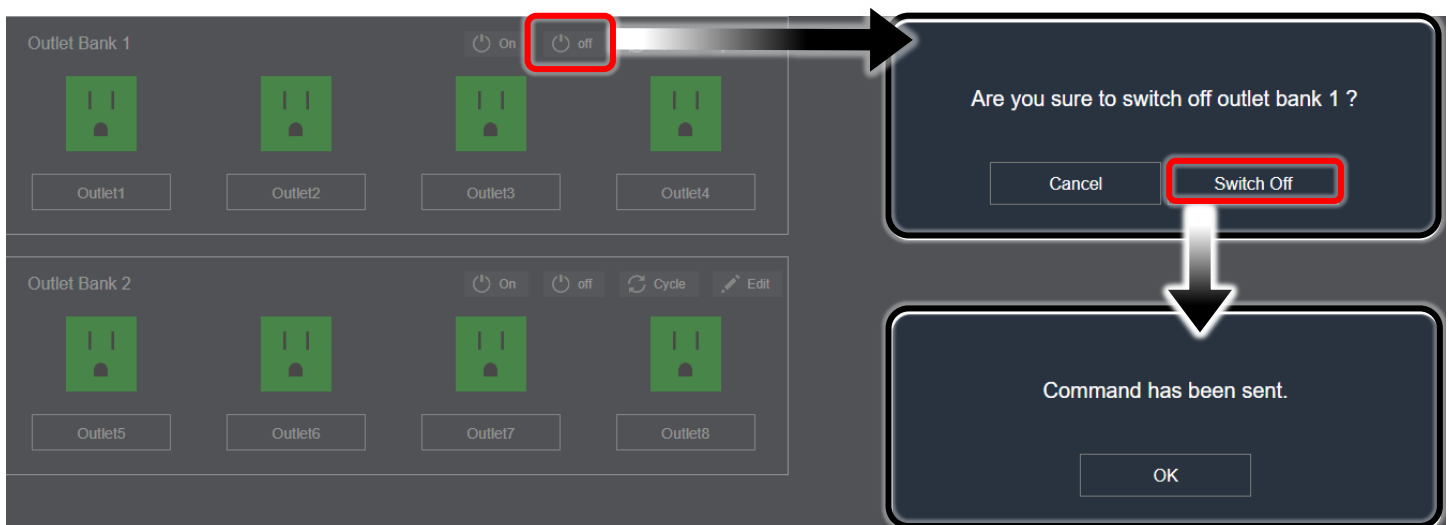 Outlet Bank 1
On
off
Outlet1
Outlet2
Outlet3
Outlet4
Outlet Bank 2
On
off
Cycle
Edit
Outlet5
Outlet6
Outlet7
Outlet8
Are you sure to switch off outlet bank 1 ?
Cancel
Switch Off
Command has been sent.
OK